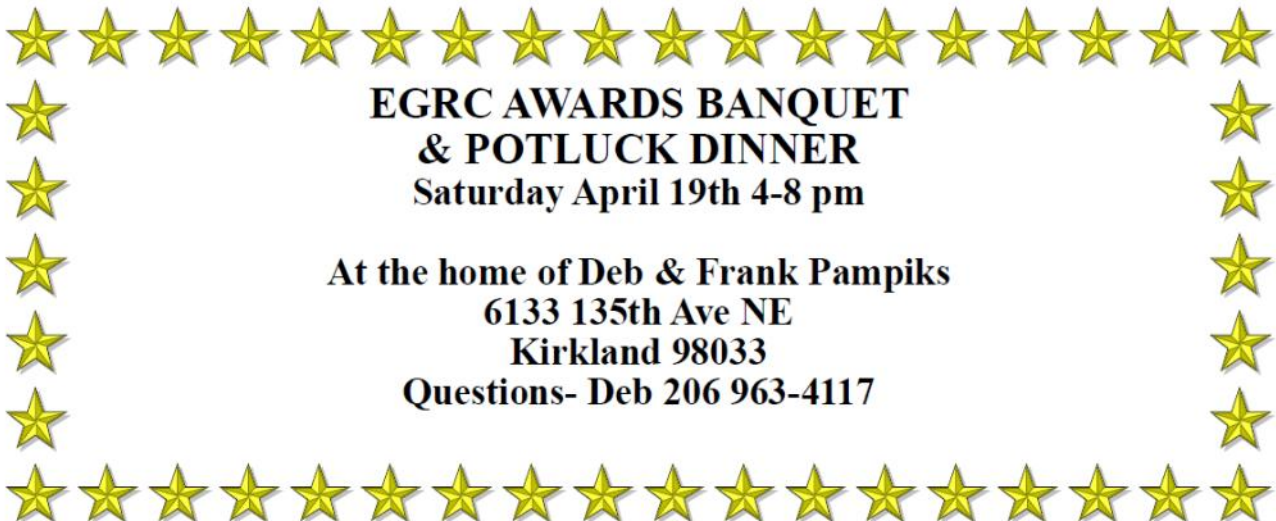 EGRC AWARDS BANQUET
& POTLUCK DINNER
Saturday April 19th 4-8 pm
At the home of Deb & Frank Pampiks
6133 135th Ave NE
Kirkland 98033
Questions- Deb 206 963-4117